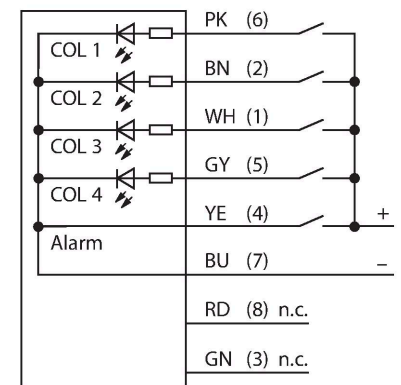 PK (6)
COL 1
BN (2)
COL 2
WH (1)
COL 3
GY (5)
COL 4
YE (4) +
Alarm
BU (7) –
RD (8) n.c.
GN (3) n.c.